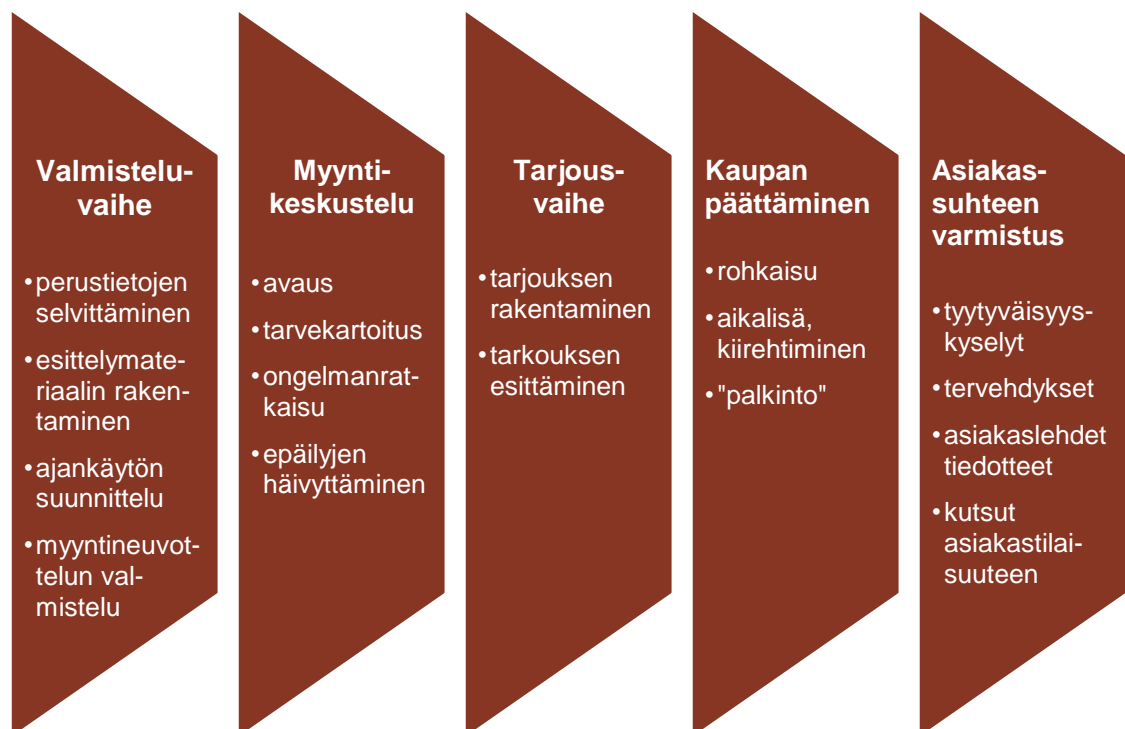 Valmistelu-
vaihe
•perustietojen
selvittäminen
•esittelymate-
riaalin raken-
taminen
•ajankäytön
suunnittelu
•myyntineuvot-
telun val-
mistelu
Myynti-
keskustelu
•avaus
•tarvekartoitus
•ongelmanrat-
kaisu
•epäilyjen
häivyttäminen
Tarjous-
vaihe
•tarjouksen
rakentaminen
•tarkouksen
esittäminen
Kaupan
päättäminen
•rohkaisu
•aikalisä,
kiirehtiminen
•"palkinto"
Asiakas-
suhteen
varmistus
•tyytyväisyys-
kyselyt
•tervehdykset
•asiakaslehdet
tiedotteet
•kutsut
asiakastilai-
suuteen